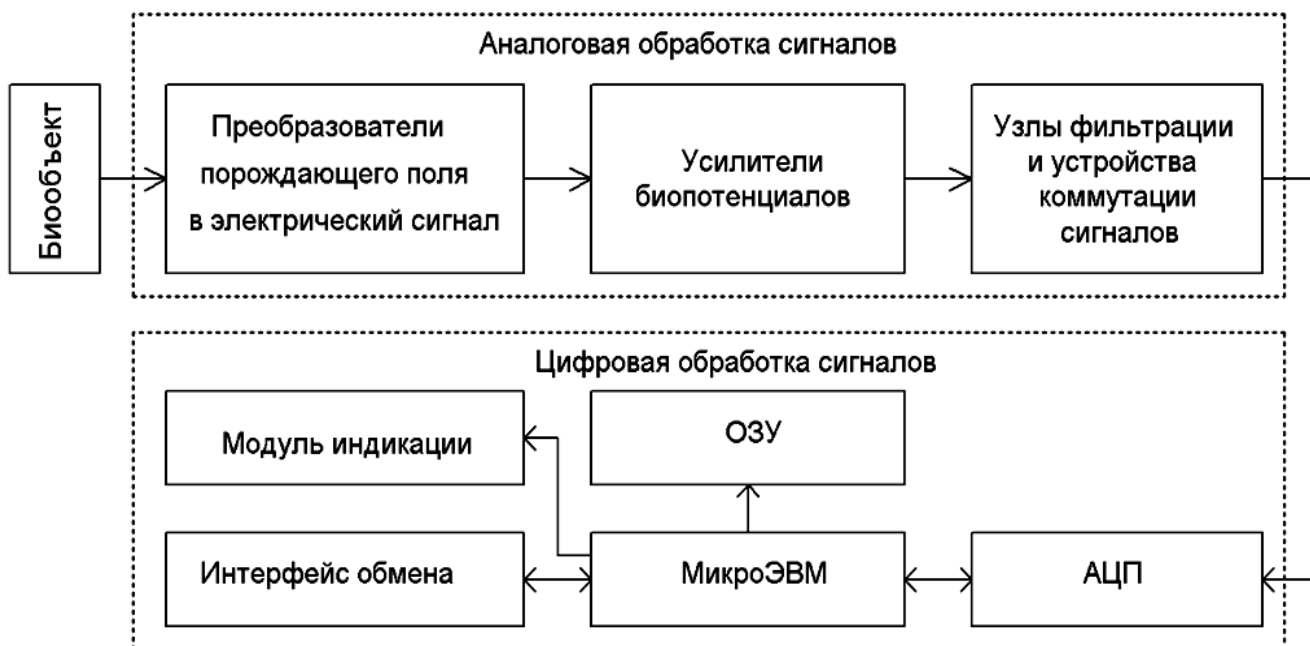 Аналоговая обработка сигналов
Биообъект
Преобразователи
порождающего поля
в электрический сигнал
Усилители
биопотенциалов
Узлы фильтрации
и устройства
коммутации
сигналов
Цифровая обработка сигналов
Модуль индикации
ОЗУ
Интерфейс обмена
МикроЭВМ
АЦП